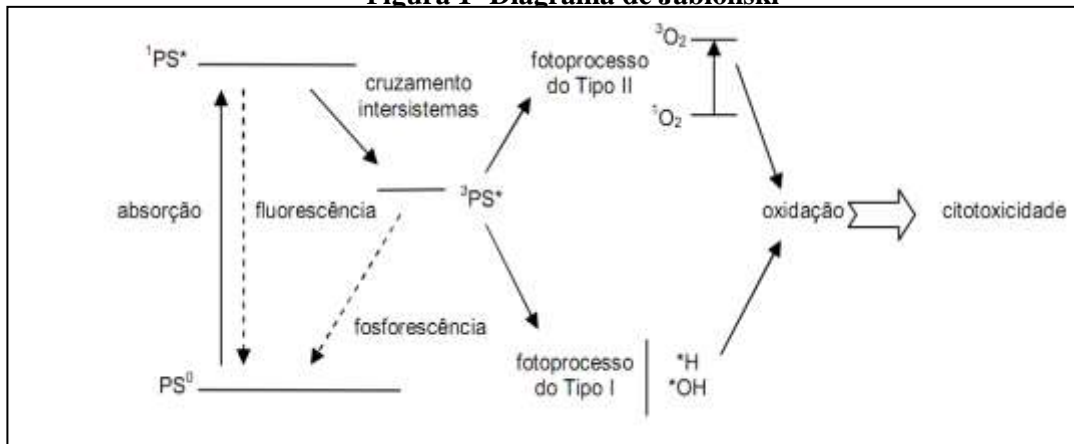 Figura 1- Diagrama de Jablonski
¹PS*
cruzamento
intersistemas
fotoprocesso
do Tipo II
³O₂
¹O₂
absorção
fluorescência
³PS*
oxidação
citotoxicidade
fosforescência
PS⁰
fotoprocesso
do Tipo I
*H
*OH